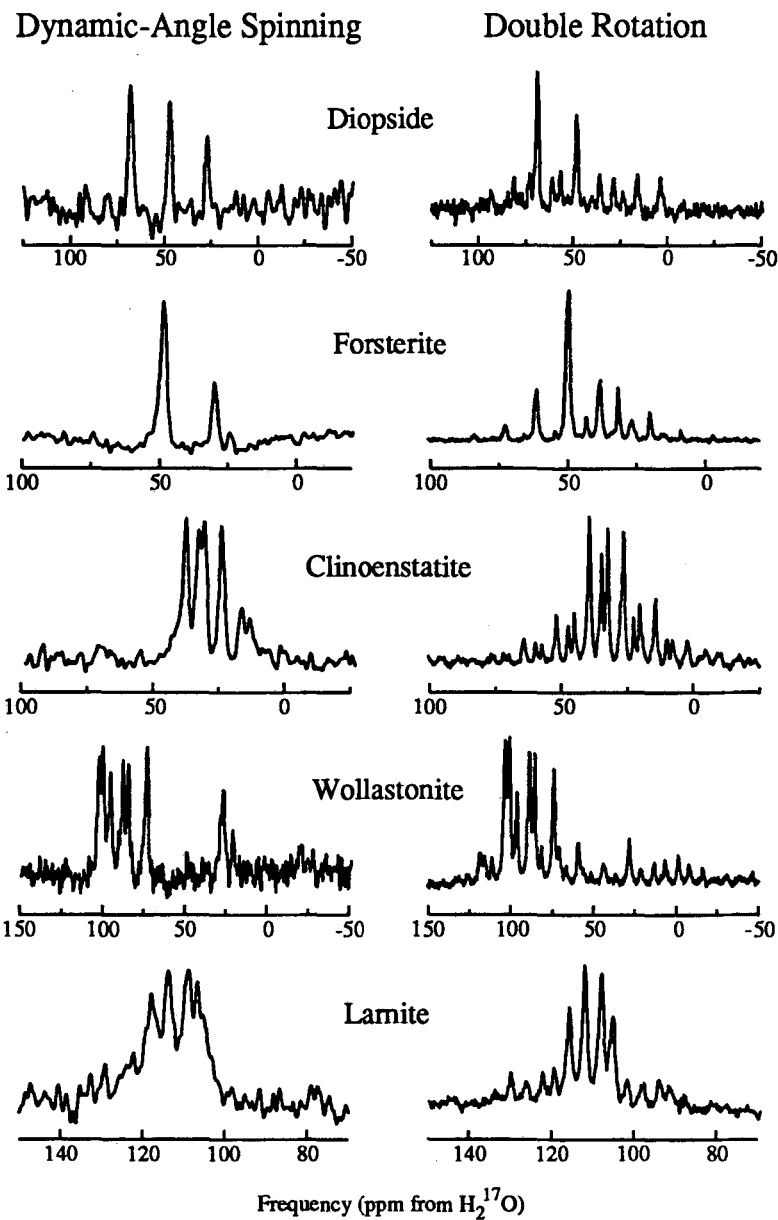 Dynamic-Angle Spinning Double Rotation
Diopside
100 50 0 -50 100 50 0 -50
Forsterite
100 50 0 100 50 0
Clinoenstatite
100 50 0 100 50 0
Wollastonite
150 100 50 0 -50 150 100 50 0 -50
Larnite
140 120 100 80 140 120 100 80
Frequency (ppm from H₂¹⁷O)